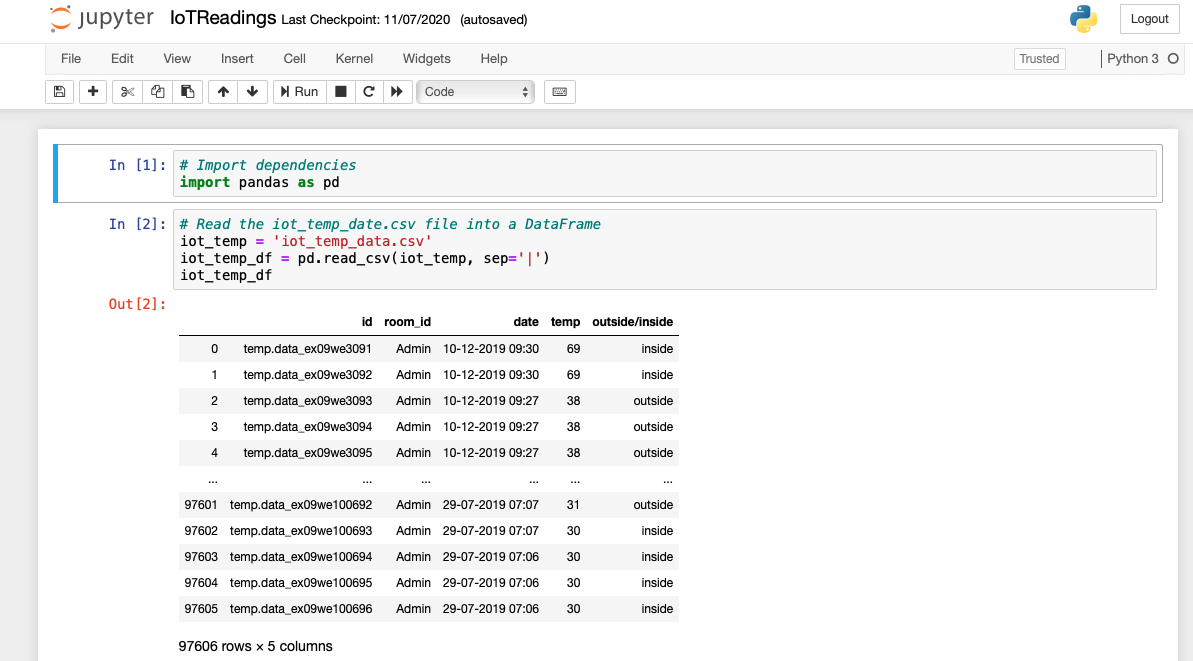 jupyter IoTReadings Last Checkpoint: 11/07/2020 (autosaved) Logout
File Edit View Insert Cell Kernel Widgets Help Trusted Python 3
Run Code
In [1]: # Import dependencies
import pandas as pd
In [2]: # Read the iot_temp_date.csv file into a DataFrame
iot_temp = 'iot_temp_data.csv'
iot_temp_df = pd.read_csv(iot_temp, sep='|')
iot_temp_df
Out[2]:
id room_id date temp outside/inside
0 temp.data_ex09we3091 Admin 10-12-2019 09:30 69 inside
1 temp.data_ex09we3092 Admin 10-12-2019 09:30 69 inside
2 temp.data_ex09we3093 Admin 10-12-2019 09:27 38 outside
3 temp.data_ex09we3094 Admin 10-12-2019 09:27 38 outside
4 temp.data_ex09we3095 Admin 10-12-2019 09:27 38 outside
... ... ... ... ... ...
97601 temp.data_ex09we100692 Admin 29-07-2019 07:07 31 outside
97602 temp.data_ex09we100693 Admin 29-07-2019 07:07 30 inside
97603 temp.data_ex09we100694 Admin 29-07-2019 07:06 30 inside
97604 temp.data_ex09we100695 Admin 29-07-2019 07:06 30 inside
97605 temp.data_ex09we100696 Admin 29-07-2019 07:06 30 inside
97606 rows × 5 columns